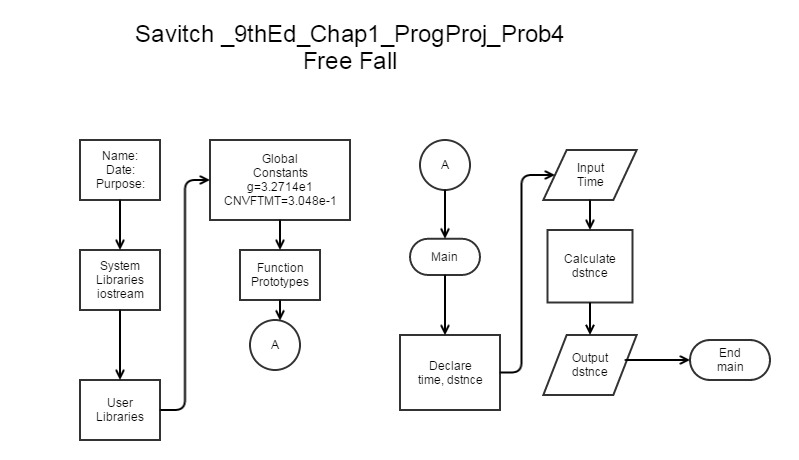 Savitch _9thEd_Chap1_ProgProj_Prob4
Free Fall
Name:
Date:
Purpose:
System
Libraries
iostream
User
Libraries
Global
Constants
g=3.2714e1
CNVFTMT=3.048e-1
Function
Prototypes
A
A
Main
Declare
time, dstnce
Input
Time
Calculate
dstnce
Output
dstnce
End
main